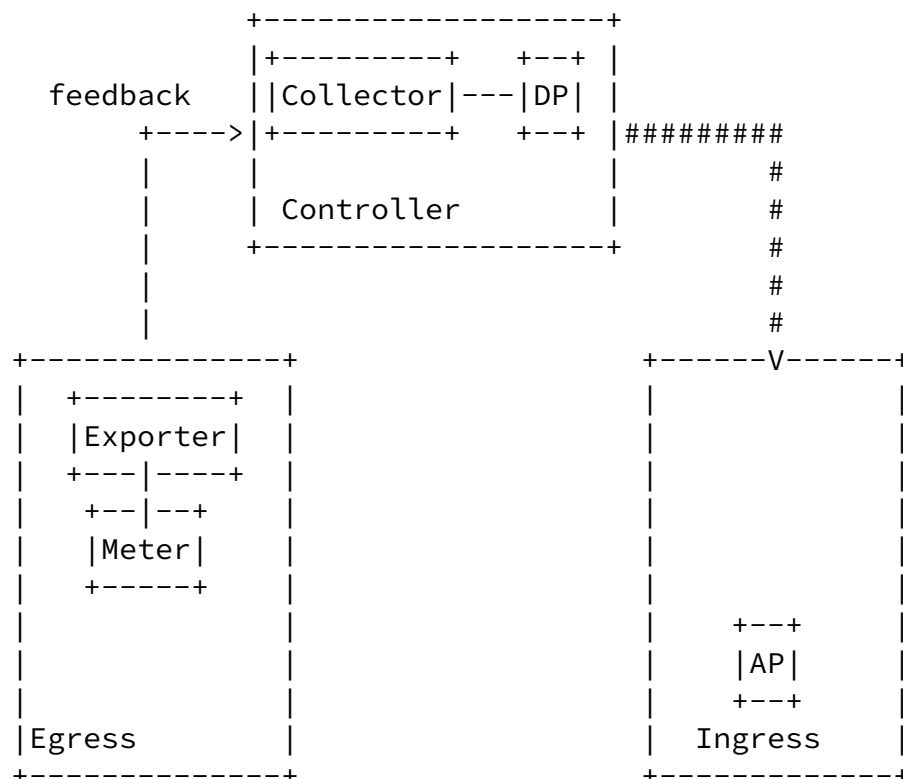 feedback
Collector
DP
Controller
Exporter
Meter
AP
Egress
Ingress